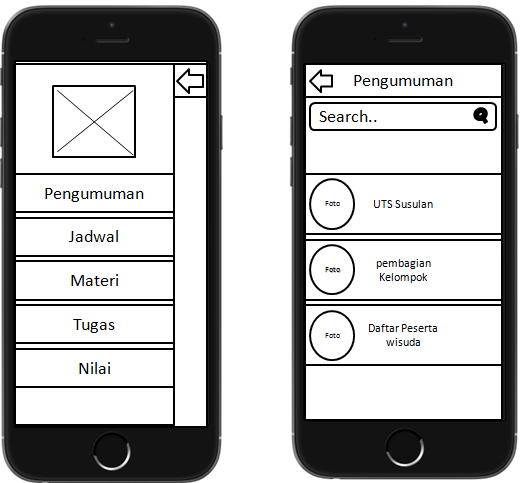 Pengumuman
Jadwal
Materi
Tugas
Nilai
Pengumuman
Search..
Foto
UTS Susulan
Foto
pembagian
Kelompok
Foto
Daftar Peserta
wisuda